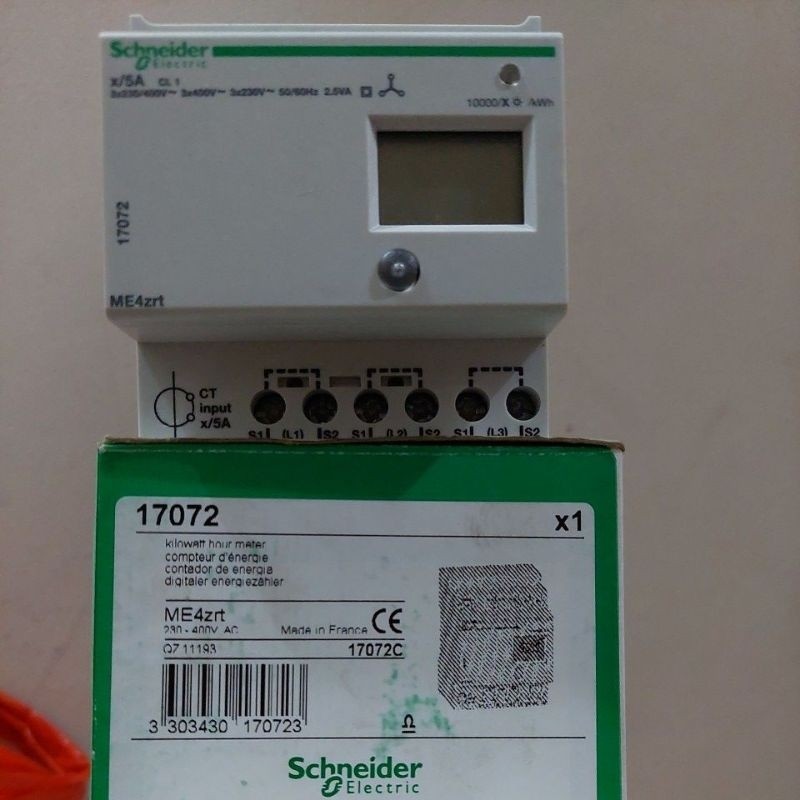 Schneider
Electric
x/5A CL 1
3x230/400V~ 3x400V~ 3x230V~ 50/60Hz 2.5VA
10000/X /kWh
17072
ME4zrt
CT
input
x/5A
S1 (L1) S2 S1 (L2) S2 S1 (L3) S2
17072 x1
kilowatt hour meter
compteur d'énergie
contador de energia
digitaler energiezähler
ME4zrt
230 - 400V AC Made in France CE
QZ 11193 17072C
3 303430 170723
Ω
Schneider
Electric